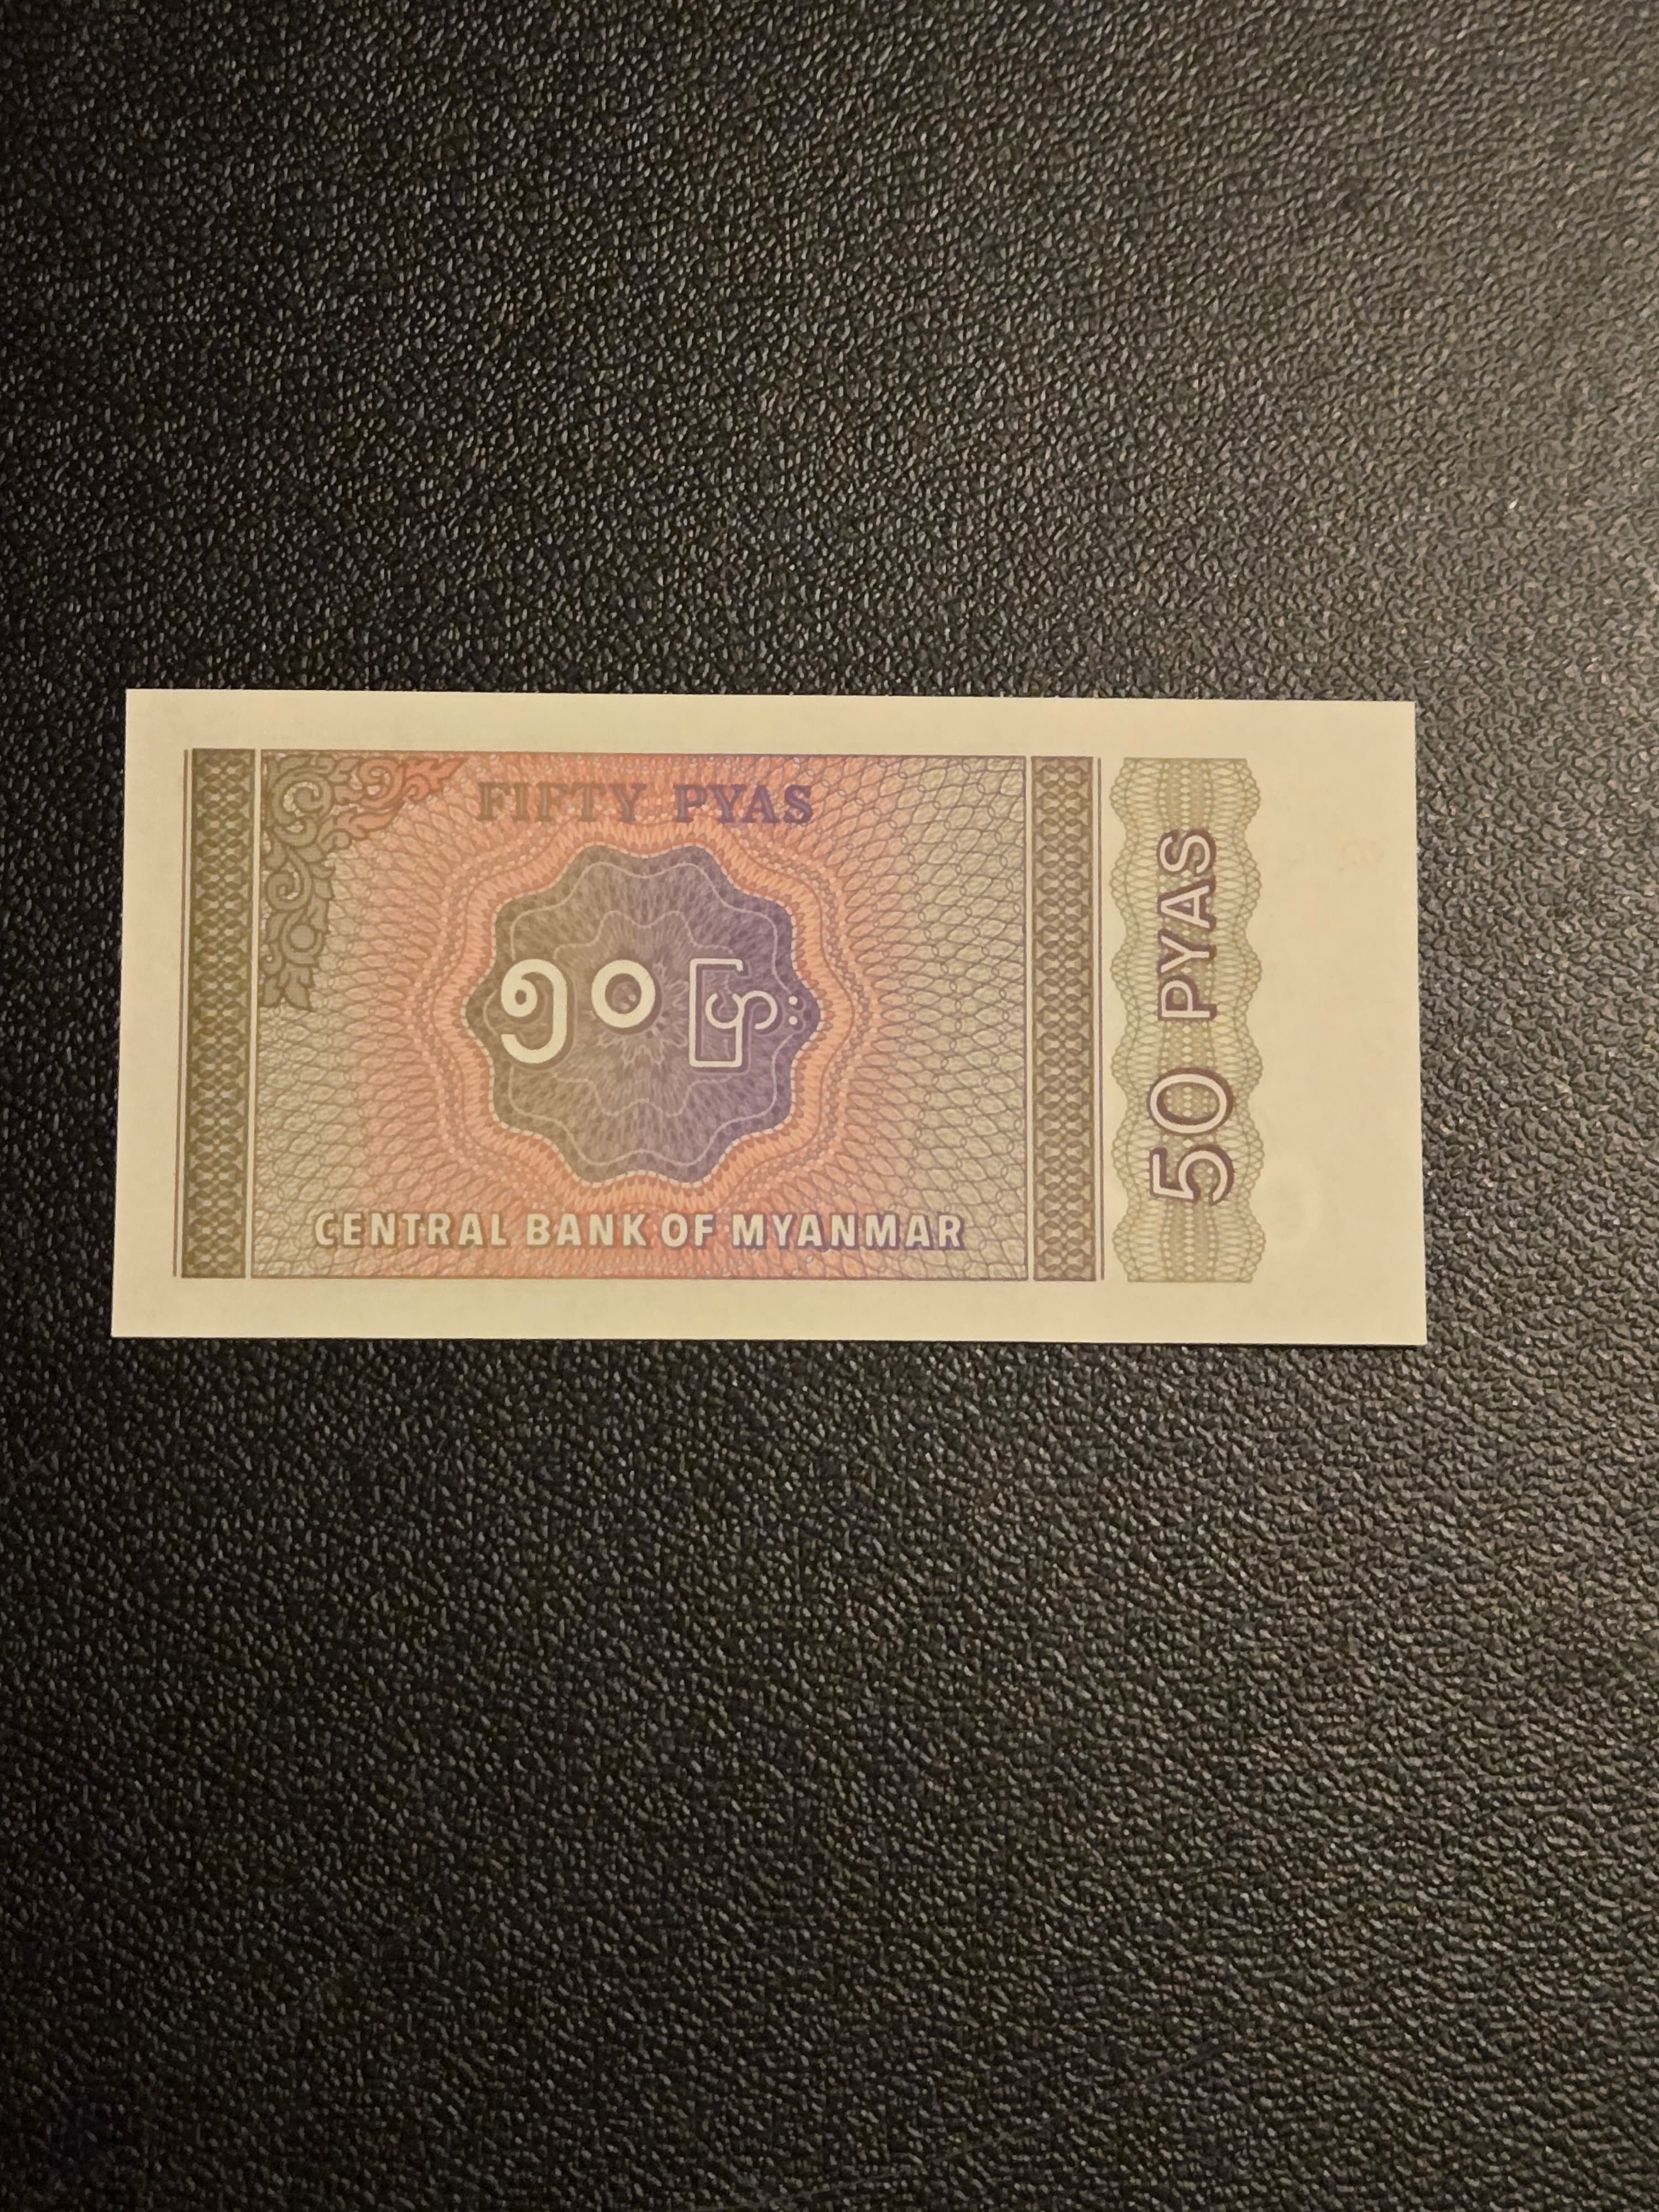 FIFTY PYAS
၅၀ ပြား
CENTRAL BANK OF MYANMAR
50 PYAS